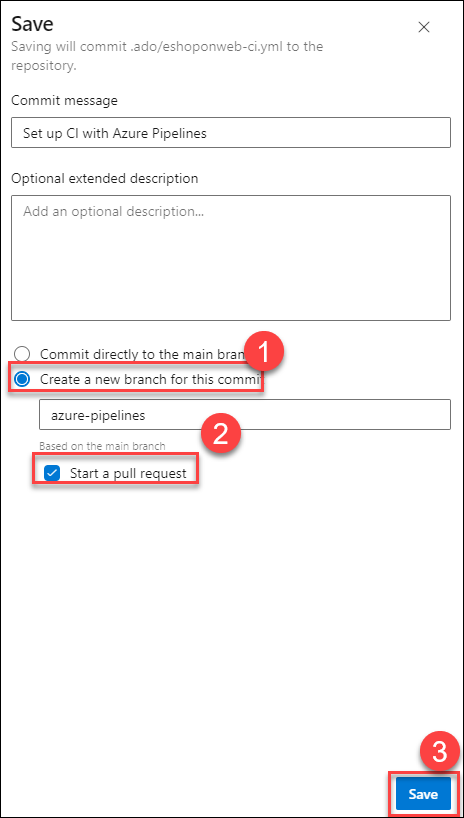 Save
Saving will commit .ado/eshoponweb-ci.yml to the
repository.
Commit message
Set up CI with Azure Pipelines
Optional extended description
Add an optional description...
Commit directly to the main bran
1
Create a new branch for this commit
azure-pipelines
2
Based on the main branch
Start a pull request
3
Save